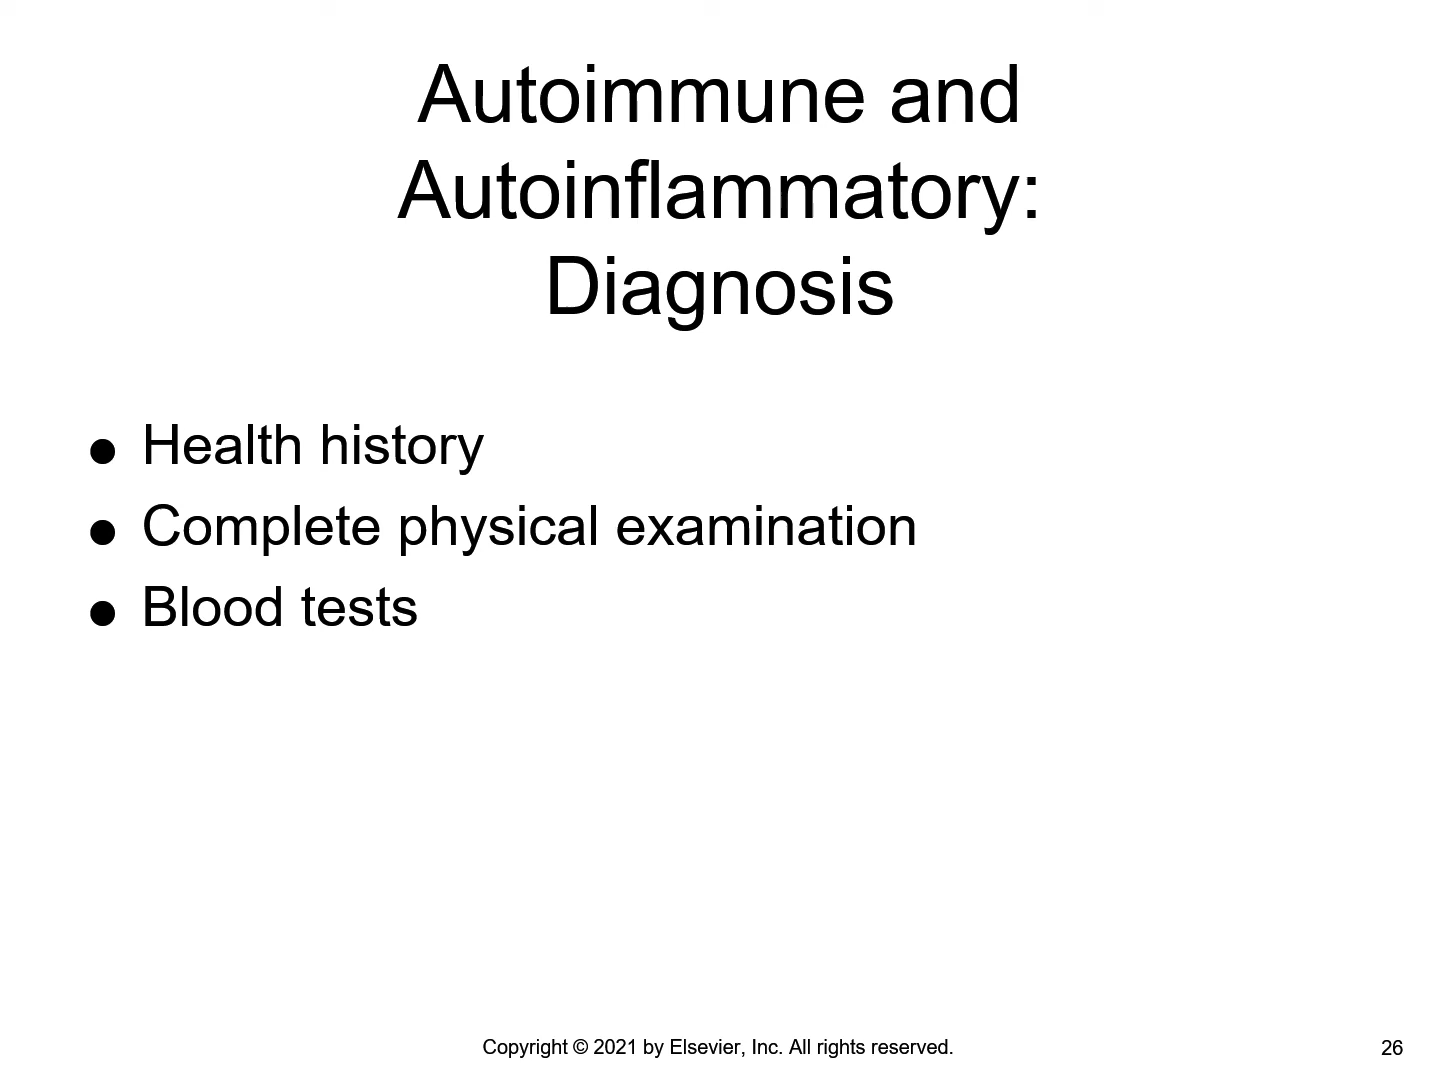 Autoimmune and
Autoinflammatory:
Diagnosis
● Health history
● Complete physical examination
● Blood tests
Copyright © 2021 by Elsevier, Inc. All rights reserved.
26